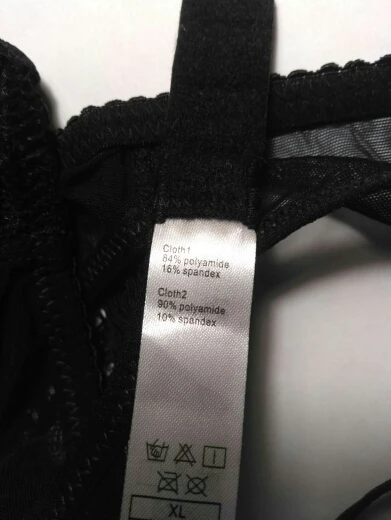 Cloth1
84% polyamide
16% spandex
Cloth2
90% polyamide
10% spandex
XL